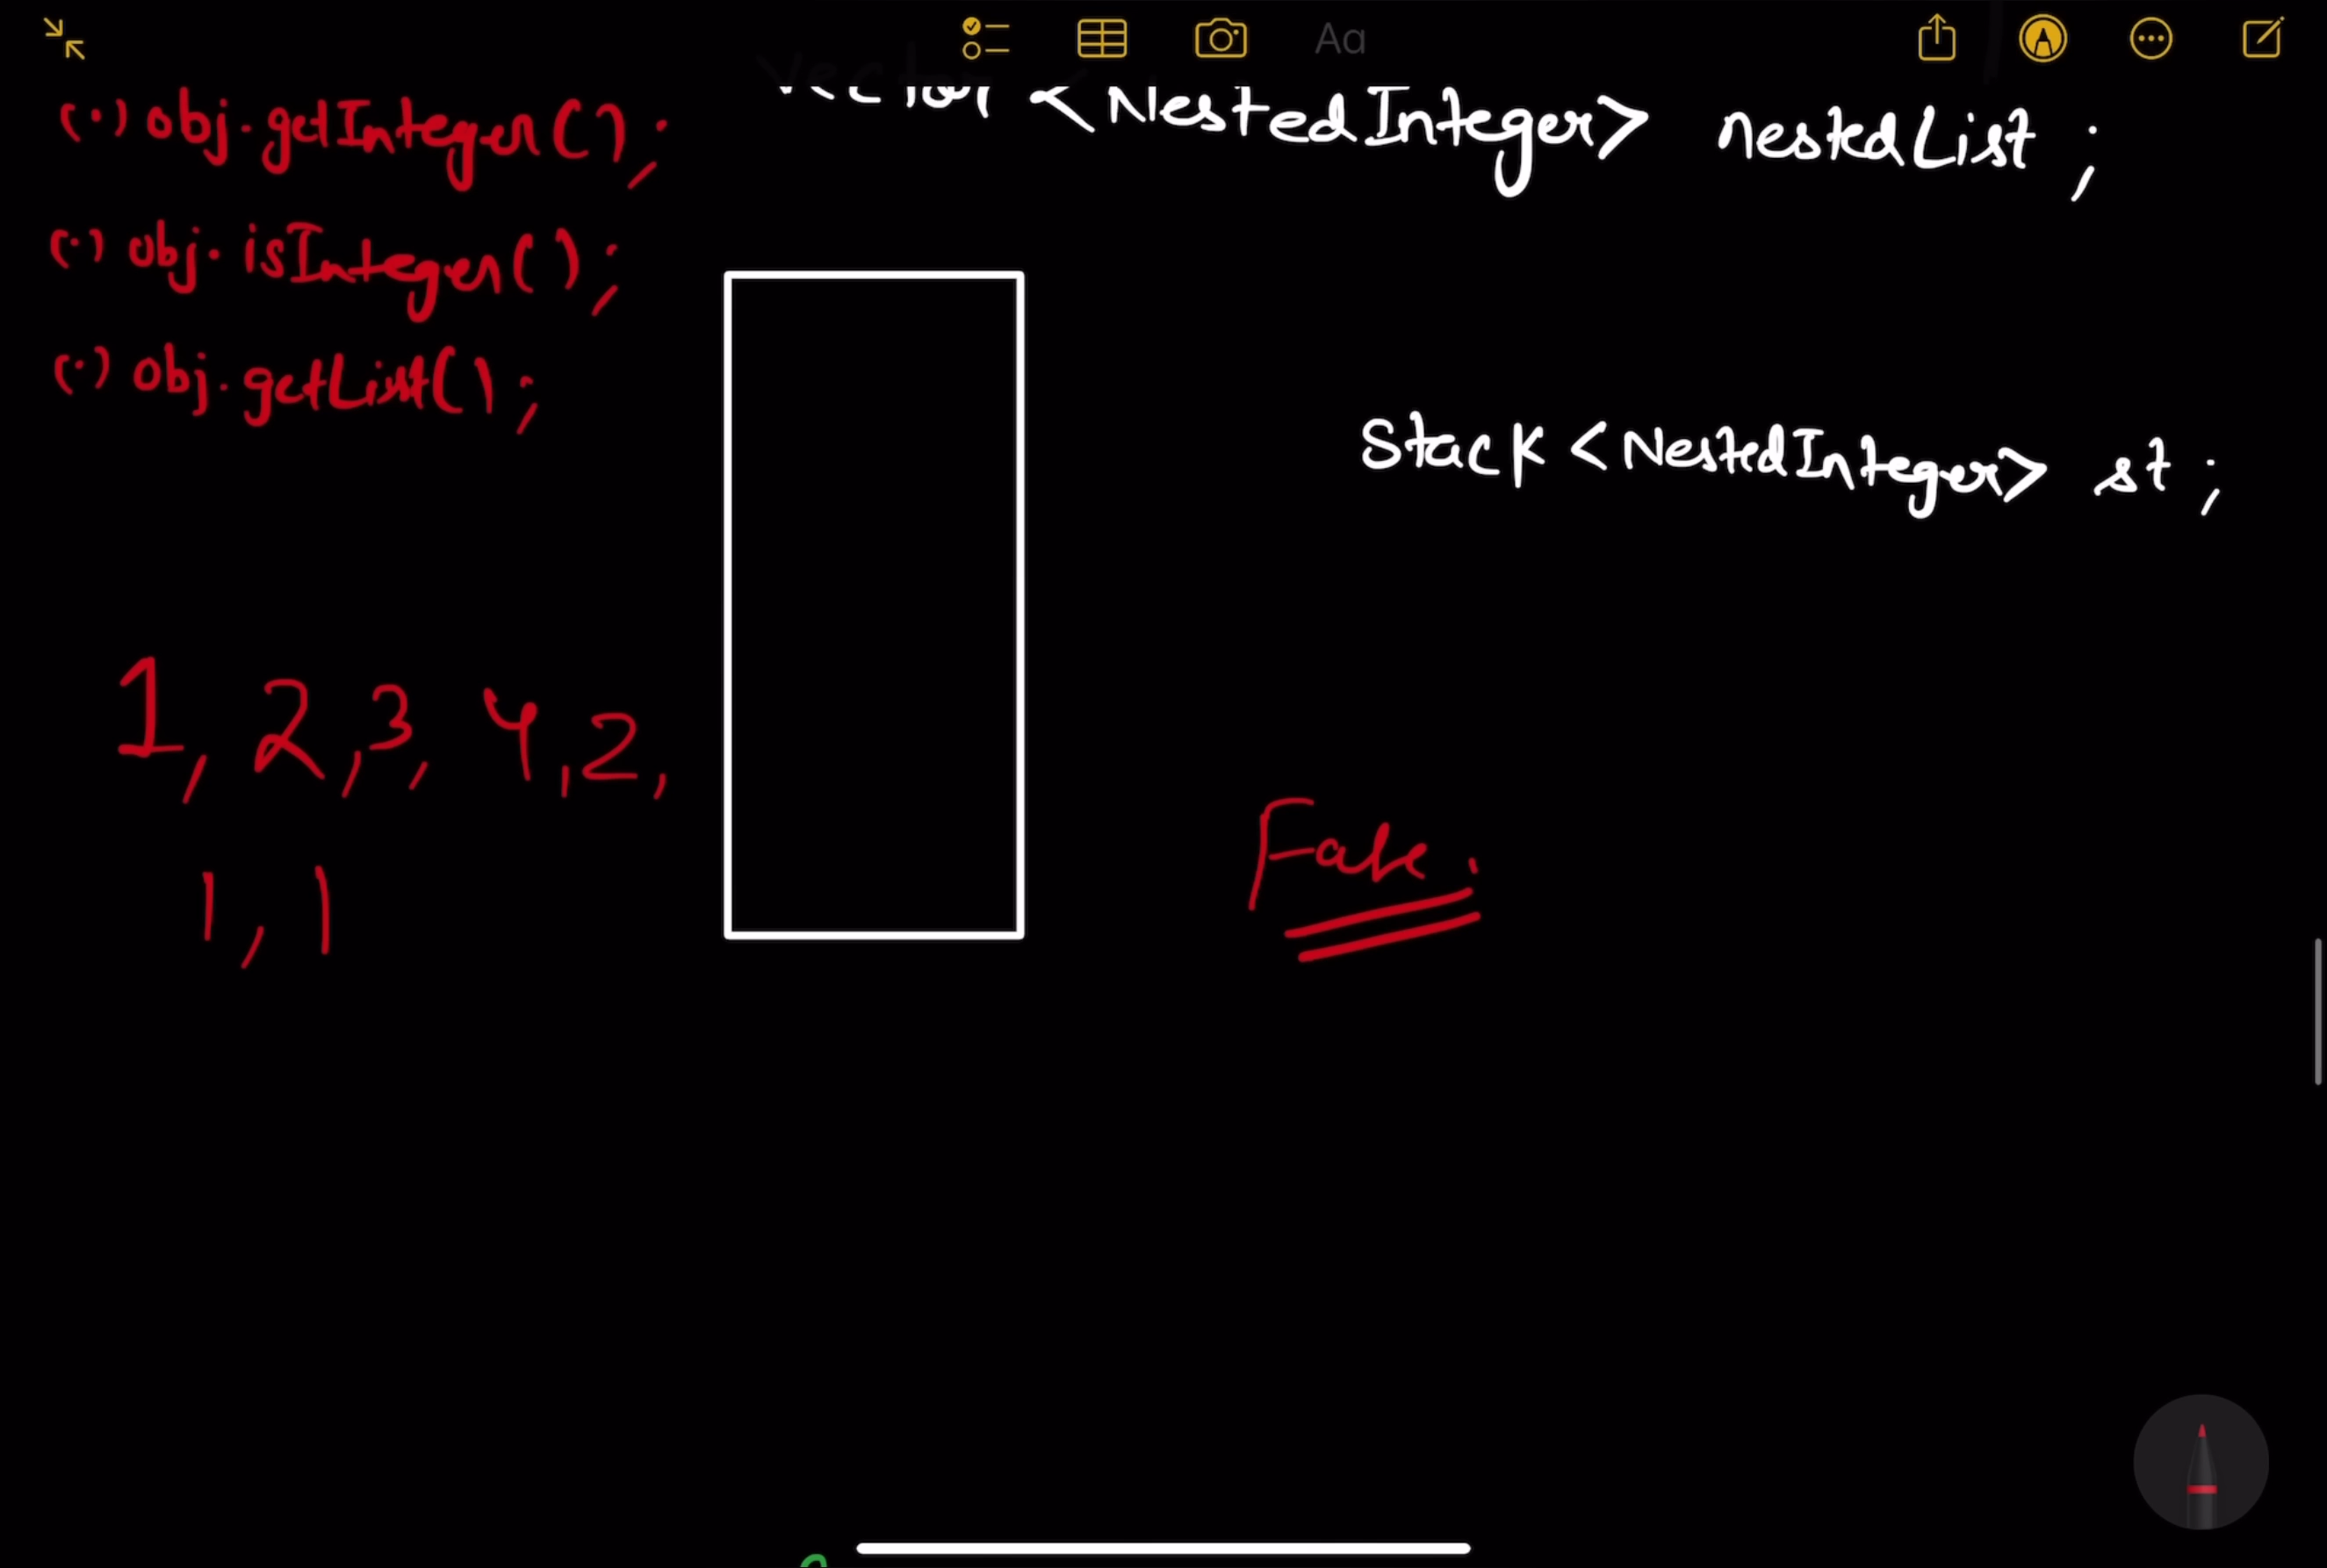 Aa
vector <NestedInteger> nestedList ;
(·) obj.getInteger();
(·) obj.isInteger();
(·) obj.getList();
Stack <NestedInteger> st ;
1, 2, 3, 4, 2,
1, 1
False.